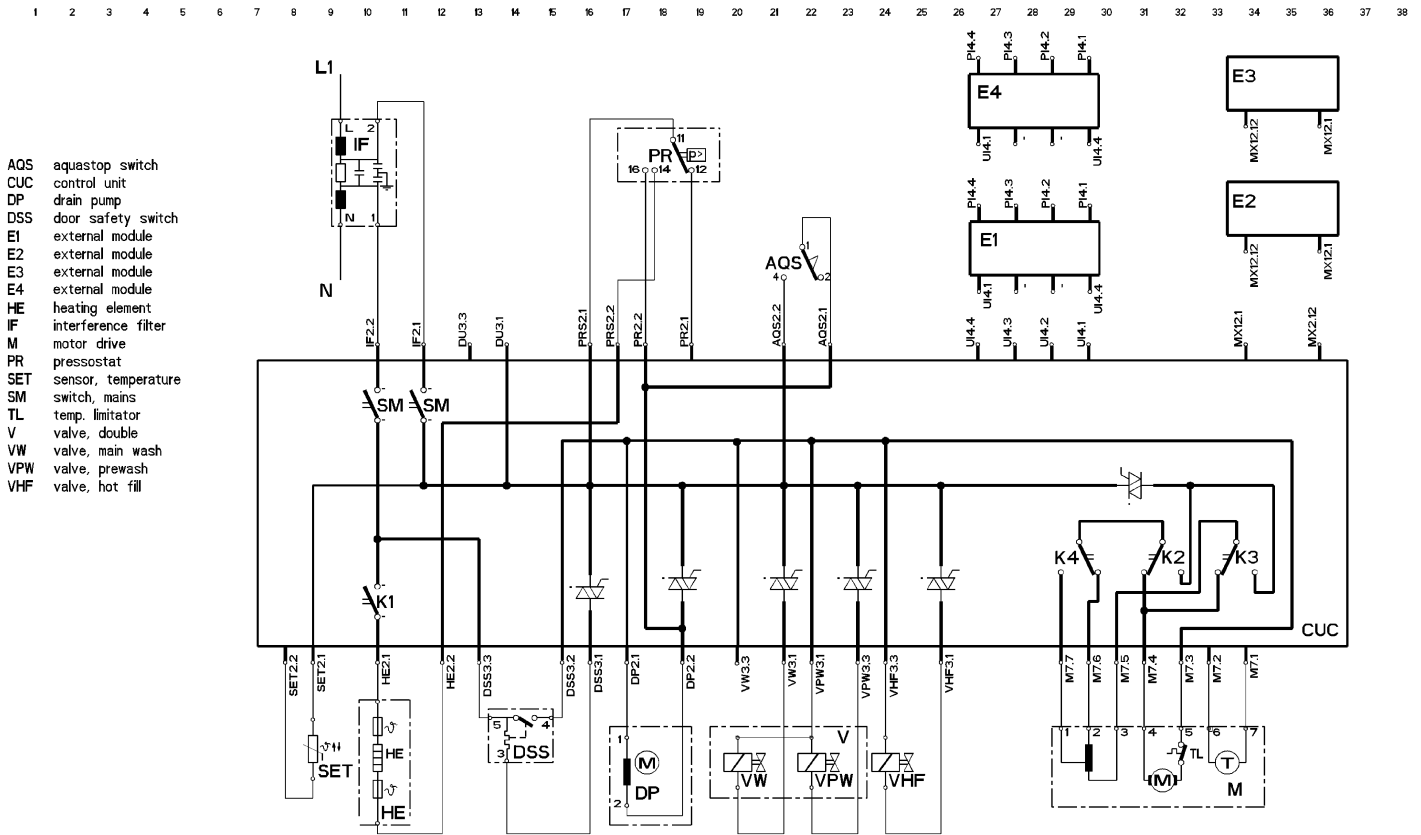 1 2 3 4 5 6 7 8 9 10 11 12 13 14 15 16 17 18 19 20 21 22 23 24 25 26 27 28 29 30 31 32 33 34 35 36 37 38
AQS aquastop switch
CUC control unit
DP drain pump
DSS door safety switch
E1 external module
E2 external module
E3 external module
E4 external module
HE heating element
IF interference filter
M motor drive
PR pressostat
SET sensor, temperature
SM switch, mains
TL temp. limitator
V valve, double
VW valve, main wash
VPW valve, prewash
VHF valve, hot fill
L1
L 2
IF
N 1
N
11
PR p>
16 14 12
1
AQS
4 2
PI4.4 PI4.3 PI4.2 PI4.1
E4
UI4.1 ' ' UI4.4
PI4.4 PI4.3 PI4.2 PI4.1
E1
UI4.1 ' ' UI4.4
E3
MX12.12 MX12.1
E2
MX12.12 MX12.1
IF2.2 IF2.1 DU3.3 DU3.1 PRS2.1 PRS2.2 PR2.2 PR2.1 AQS2.2 AQS2.1 UI4.4 UI4.3 UI4.2 UI4.1 MX12.1 MX2.12
SM SM
K4 K2 K3
K1
CUC
SET2.2 SET2.1 HE2.1 HE2.2 DSS3.3 DSS3.2 DSS3.1 DP2.1 DP2.2 VW3.3 VW3.1 VPW3.1 VPW3.3 VHF3.3 VHF3.1 M7.7 M7.6 M7.5 M7.4 M7.3 M7.2 M7.1
ϑ
SET
ϑ
HE
ϑ
HE
5 4
3 DSS
1
M
DP
2
V
VW VPW VHF
1 2 3 4 5 6 7
TL
M T
M